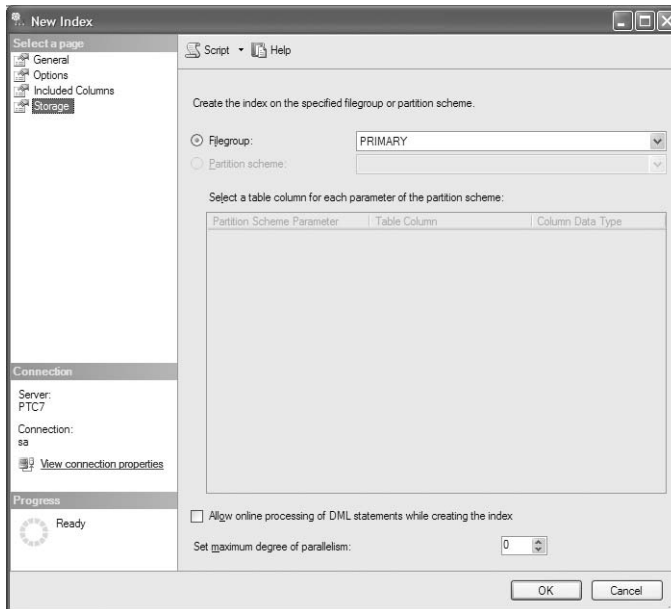 New Index
Select a page
General
Options
Included Columns
Storage
Script
Help
Create the index on the specified filegroup or partition scheme.
Filegroup: PRIMARY
Partition scheme:
Select a table column for each parameter of the partition scheme:
Partition Scheme Parameter Table Column Column Data Type
Connection
Server:
PTC7
Connection:
sa
View connection properties
Progress
Ready
Allow online processing of DML statements while creating the index
Set maximum degree of parallelism: 0
OK Cancel